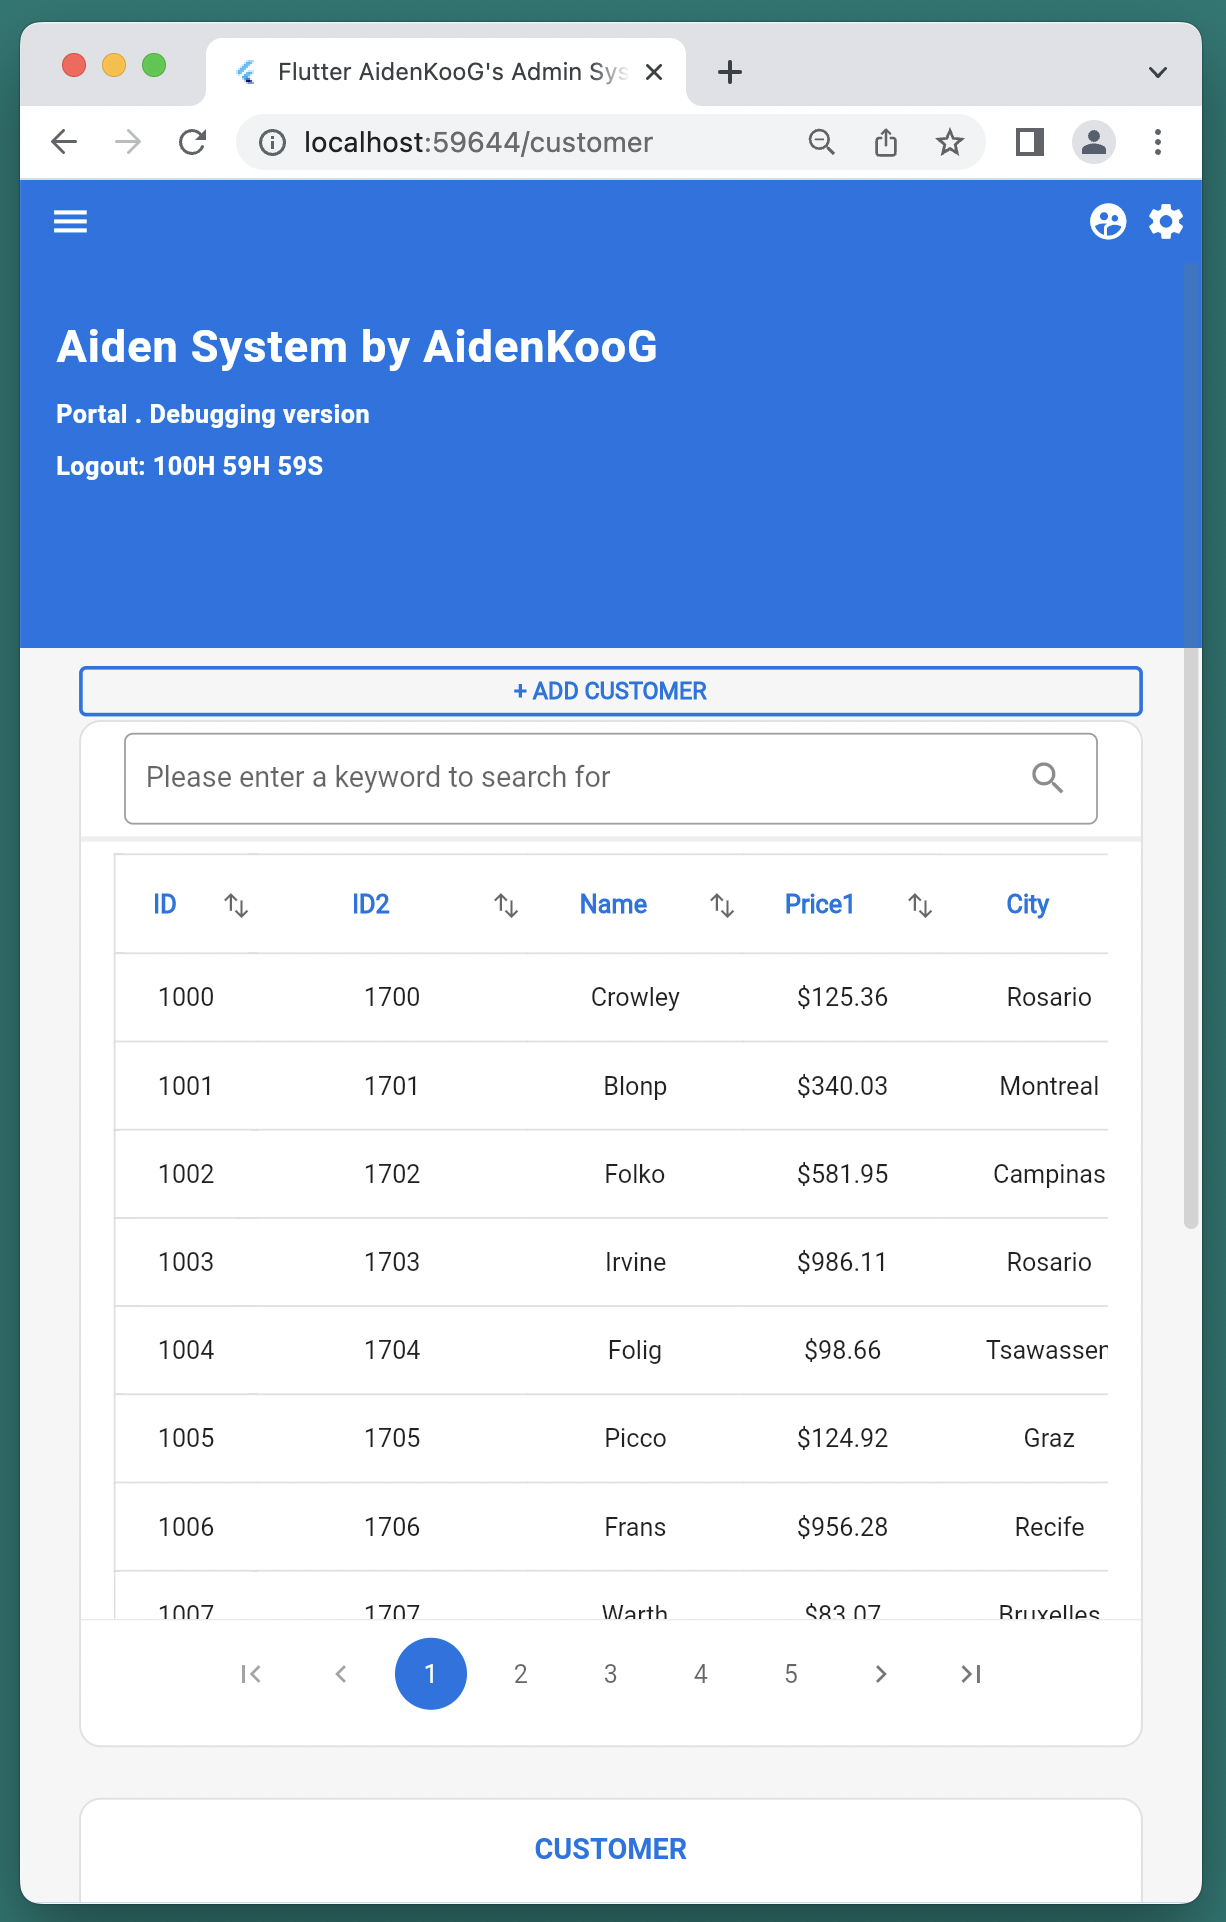 Flutter AidenKooG's Admin Sys
localhost:59644/customer
Aiden System by AidenKooG
Portal . Debugging version
Logout: 100H 59H 59S
+ ADD CUSTOMER
Please enter a keyword to search for
ID ID2 Name Price1 City
1000 1700 Crowley $125.36 Rosario
1001 1701 Blonp $340.03 Montreal
1002 1702 Folko $581.95 Campinas
1003 1703 Irvine $986.11 Rosario
1004 1704 Folig $98.66 Tsawassen
1005 1705 Picco $124.92 Graz
1006 1706 Frans $956.28 Recife
1007 1707 Warth $83.07 Bruxelles
1 2 3 4 5
CUSTOMER